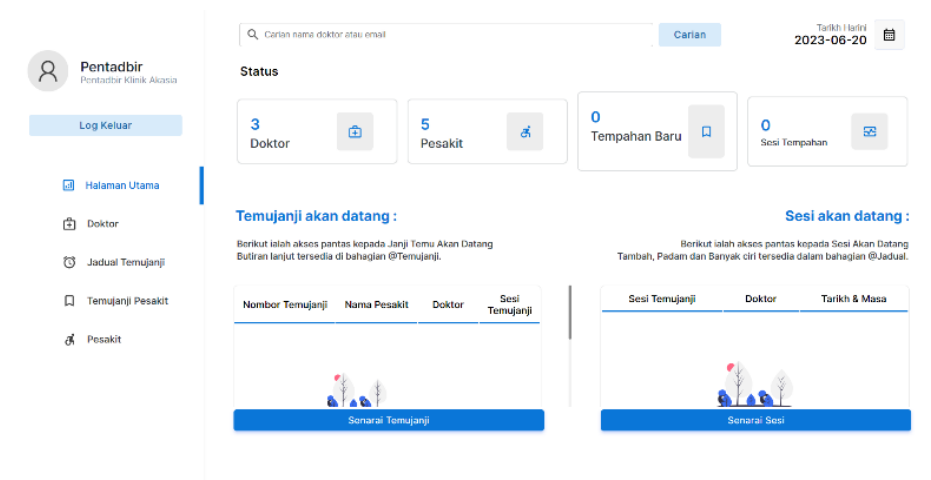 Carian nama doktor atau email
Carian
Tarikh Harini
2023-06-20
Pentadbir
Pentadbir Klinik Akasia
Log Keluar
Halaman Utama
Doktor
Jadual Temujanji
Temujanji Pesakit
Pesakit
Status
3
Doktor
5
Pesakit
0
Tempahan Baru
0
Sesi Tempahan
Temujanji akan datang :
Berikut ialah akses pantas kepada Janji Temu Akan Datang
Butiran lanjut tersedia di bahagian @Temujanji.
Nombor Temujanji
Nama Pesakit
Doktor
Sesi
Temujanji
Senarai Temujanji
Sesi akan datang :
Berikut ialah akses pantas kepada Sesi Akan Datang
Tambah, Padam dan Banyak ciri tersedia dalam bahagian @Jadual.
Sesi Temujanji
Doktor
Tarikh & Masa
Senarai Sesi